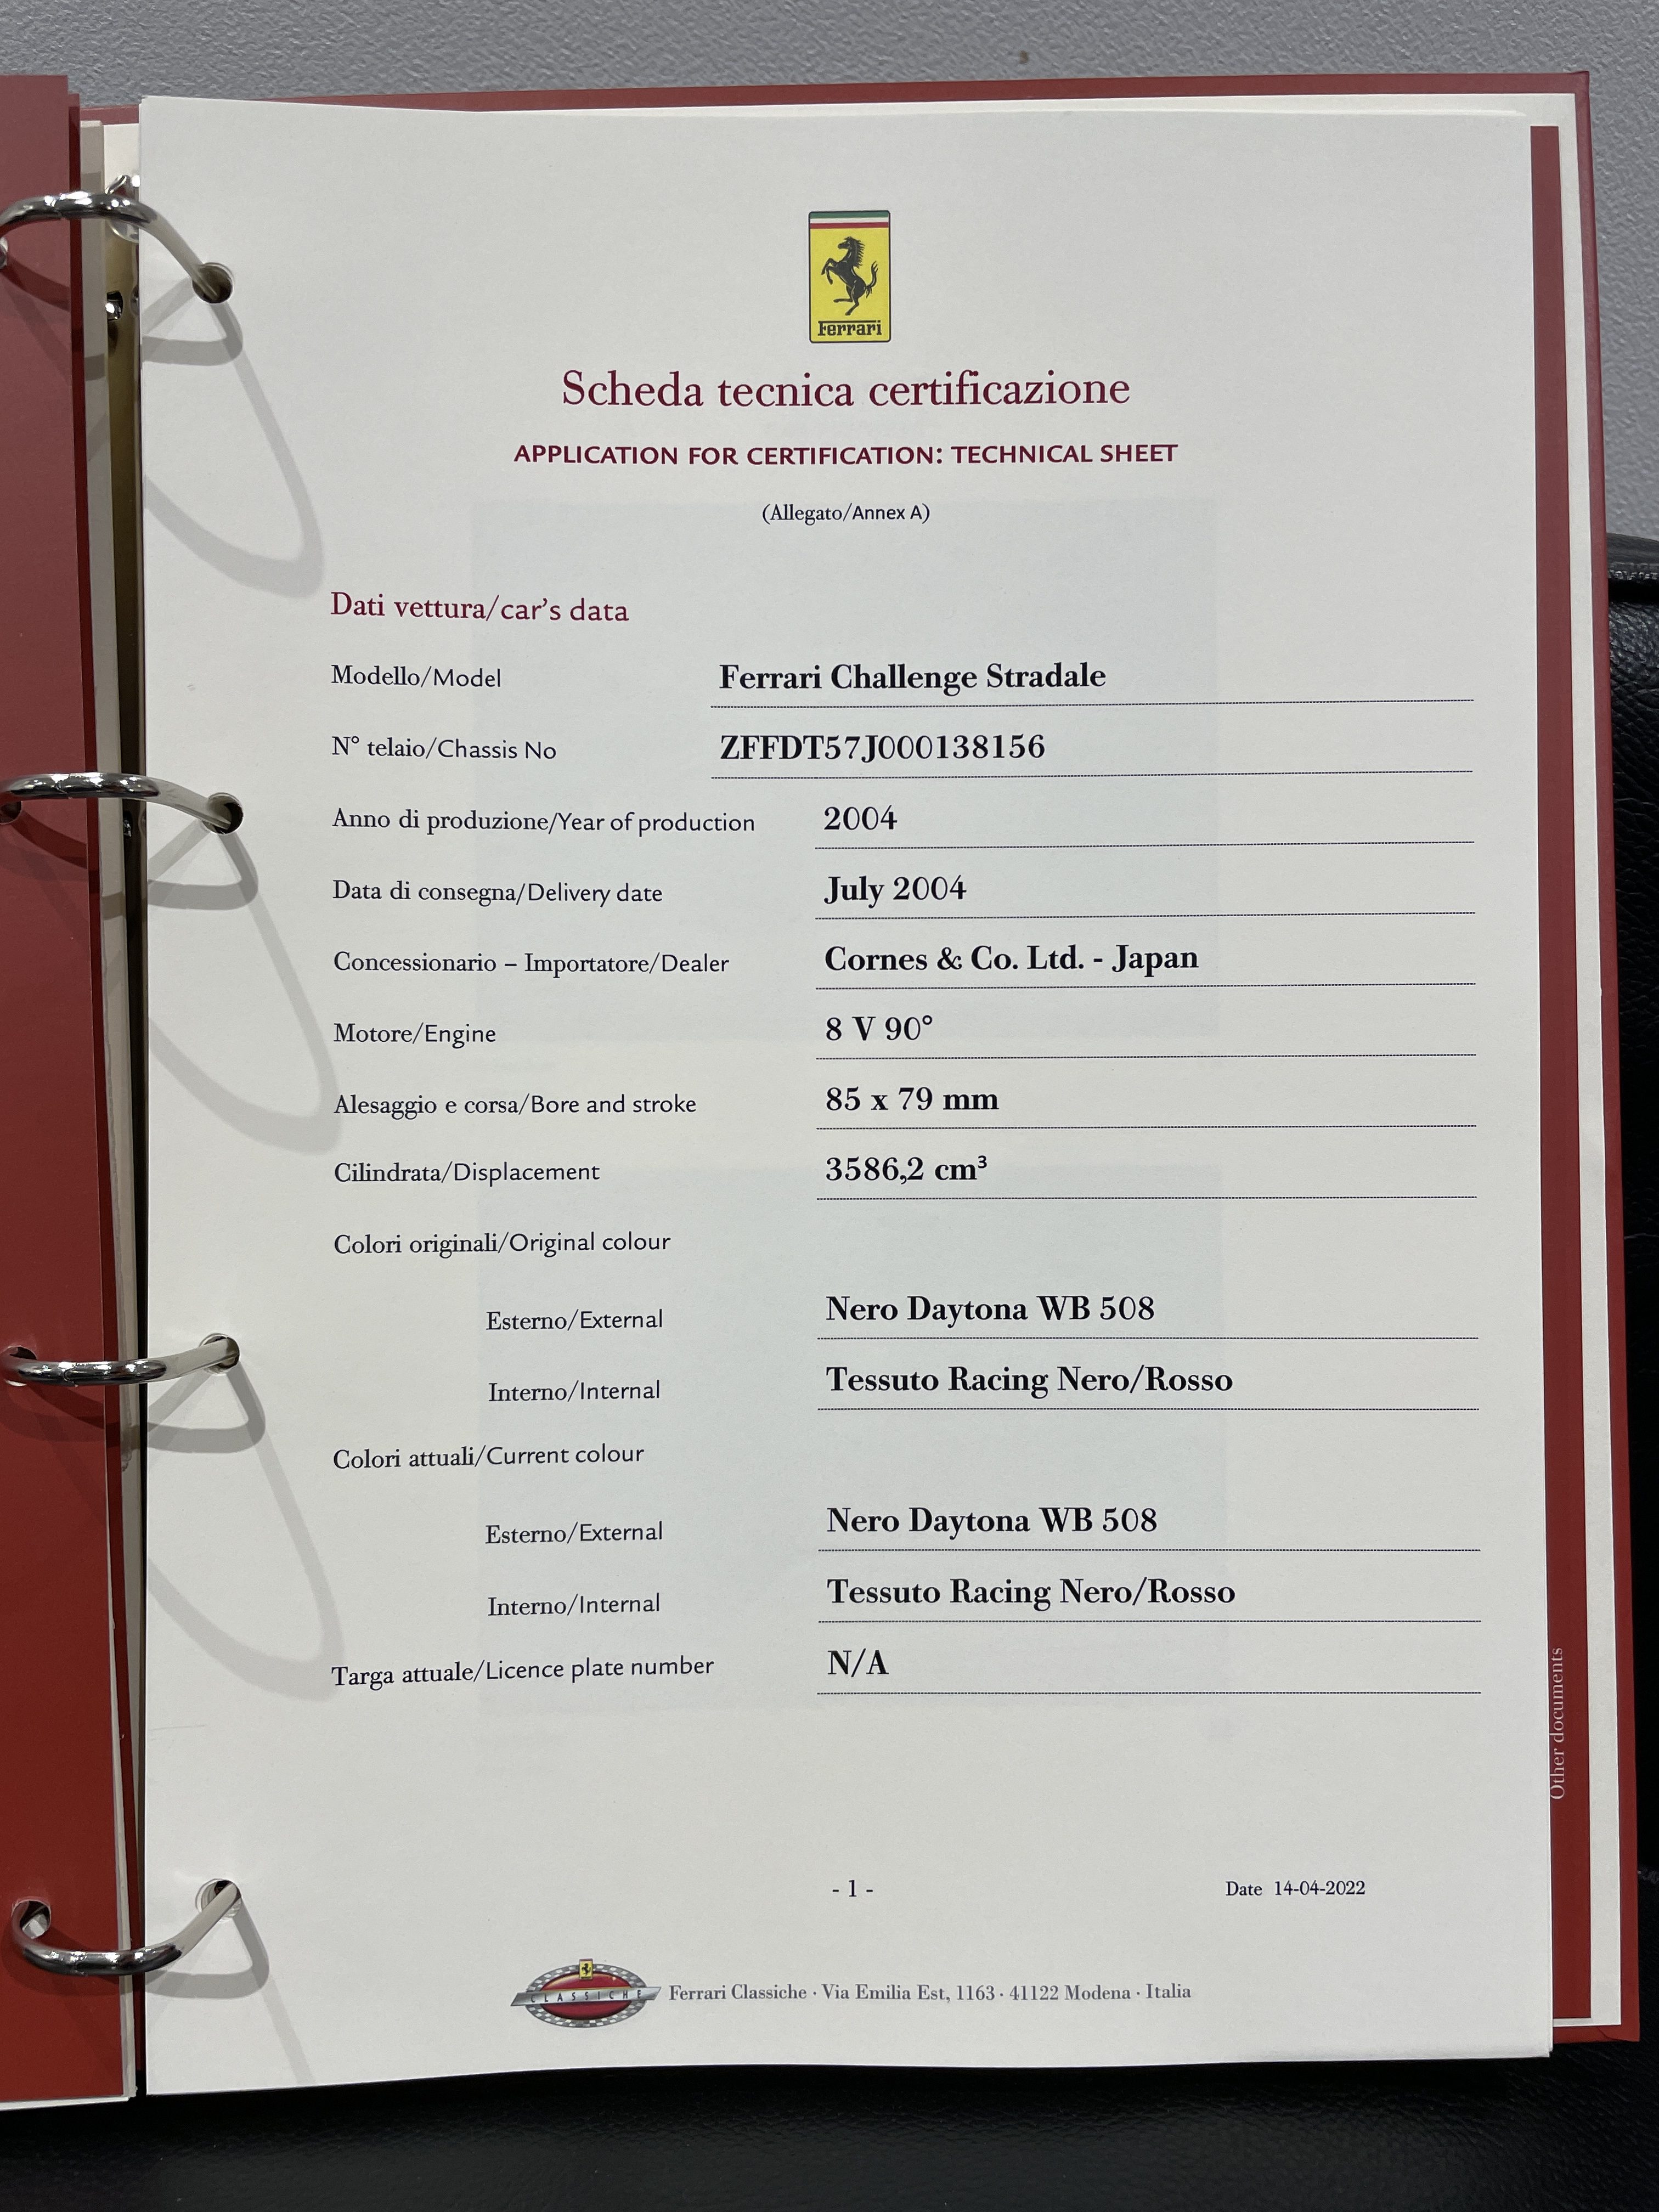 Ferrari
Scheda tecnica certificazione
APPLICATION FOR CERTIFICATION: TECHNICAL SHEET
(Allegato/Annex A)
Dati vettura/car's data
Modello/Model Ferrari Challenge Stradale
N° telaio/Chassis No ZFFDT57J000138156
Anno di produzione/Year of production 2004
Data di consegna/Delivery date July 2004
Concessionario – Importatore/Dealer Cornes & Co. Ltd. - Japan
Motore/Engine 8 V 90°
Alesaggio e corsa/Bore and stroke 85 x 79 mm
Cilindrata/Displacement 3586,2 cm³
Colori originali/Original colour
Esterno/External Nero Daytona WB 508
Interno/Internal Tessuto Racing Nero/Rosso
Colori attuali/Current colour
Esterno/External Nero Daytona WB 508
Interno/Internal Tessuto Racing Nero/Rosso
Targa attuale/Licence plate number N/A
Other documents
- 1 - Date 14-04-2022
CLASSICHE Ferrari Classiche · Via Emilia Est, 1163 · 41122 Modena · Italia